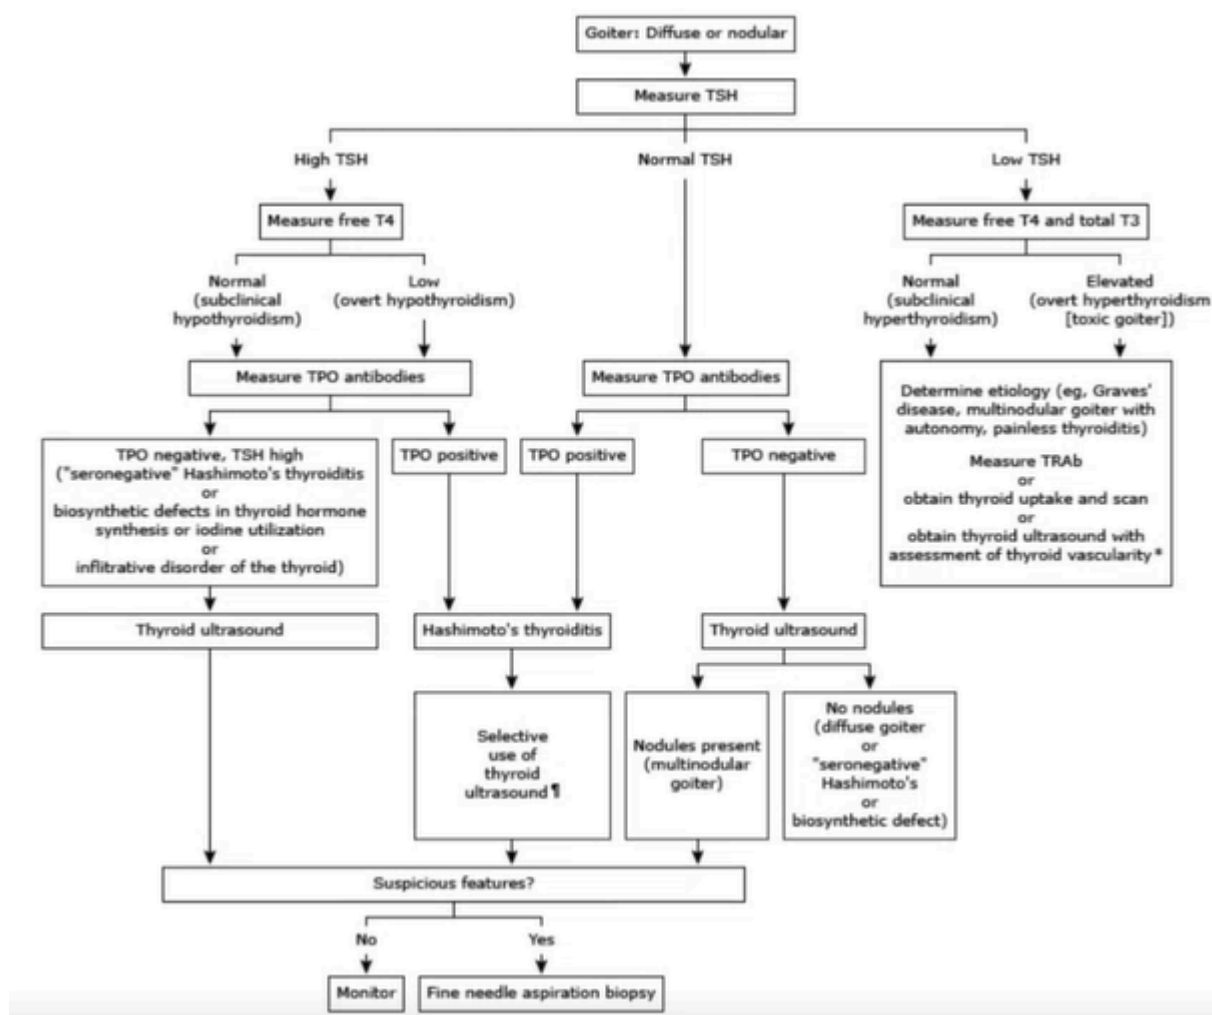 Goiter: Diffuse or nodular
Measure TSH
High TSH
Normal TSH
Low TSH
Measure free T4
Measure free T4 and total T3
Normal
(subclinical
hypothyroidism)
Low
(overt hypothyroidism)
Normal
(subclinical
hyperthyroidism)
Elevated
(overt hyperthyroidism
[toxic goiter])
Measure TPO antibodies
Measure TPO antibodies
Determine etiology (eg, Graves'
disease, multinodular goiter with
autonomy, painless thyroiditis)
Measure TRAb
or
obtain thyroid uptake and scan
or
obtain thyroid ultrasound with
assessment of thyroid vascularity*
TPO negative, TSH high
("seronegative" Hashimoto's thyroiditis
or
biosynthetic defects in thyroid hormone
synthesis or iodine utilization
or
inflitrative disorder of the thyroid)
TPO positive
TPO positive
TPO negative
Thyroid ultrasound
Hashimoto's thyroiditis
Thyroid ultrasound
Selective
use of
thyroid
ultrasound¶
Nodules present
(multinodular
goiter)
No nodules
(diffuse goiter
or
"seronegative"
Hashimoto's
or
biosynthetic defect)
Suspicious features?
No
Yes
Monitor
Fine needle aspiration biopsy